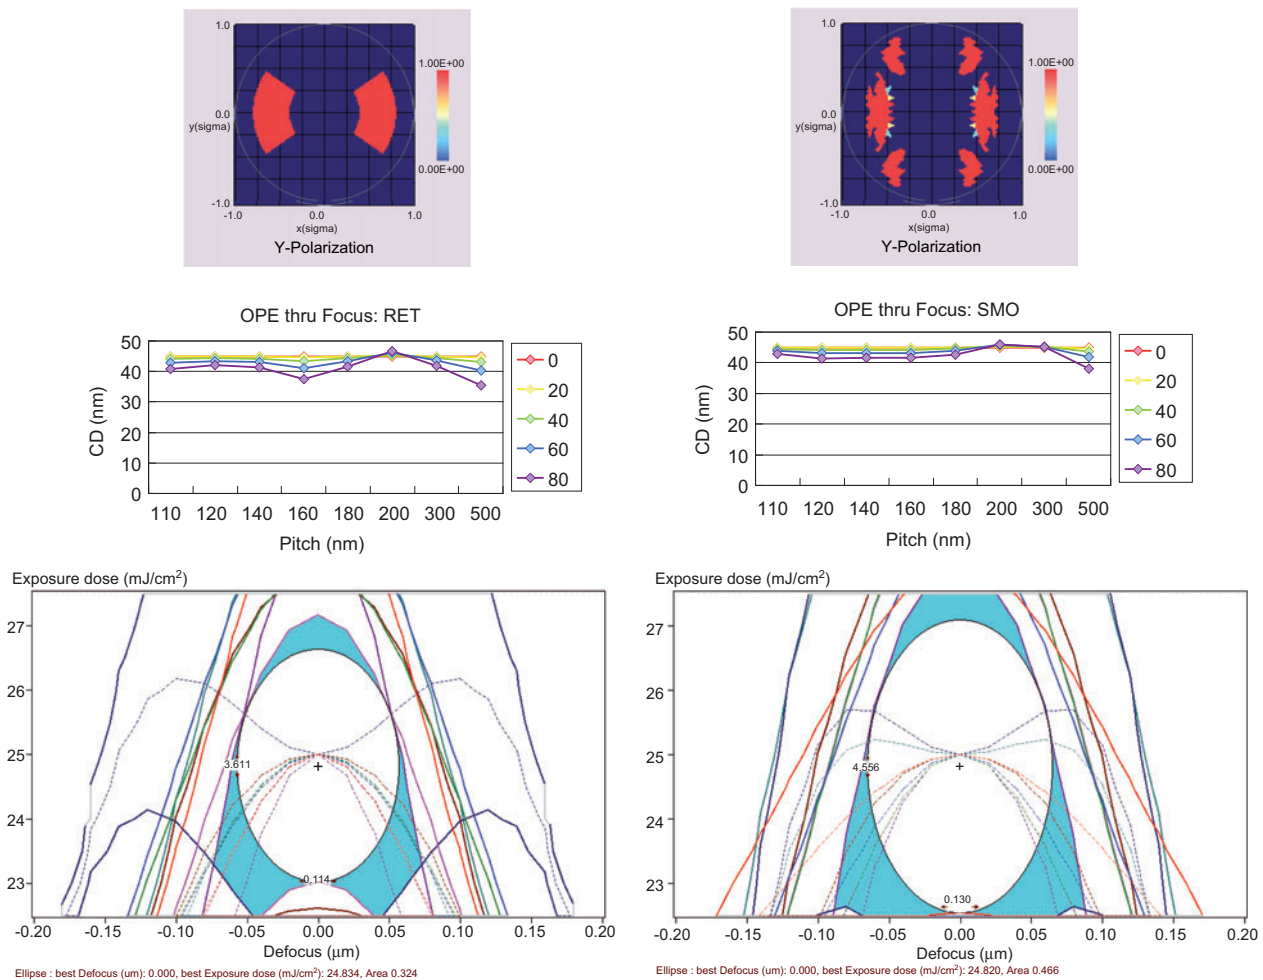 1.0
1.00E+00
0.0
y(sigma)
0.00E+00
-1.0
-1.0 0.0 1.0
x(sigma)
Y-Polarization
1.0
1.00E+00
0.0
y(sigma)
0.00E+00
-1.0
-1.0 0.0 1.0
x(sigma)
Y-Polarization
OPE thru Focus: RET
50
40
30
20
10
0
CD (nm)
110 120 140 160 180 200 300 500
Pitch (nm)
0
20
40
60
80
OPE thru Focus: SMO
50
40
30
20
10
0
CD (nm)
110 120 140 160 180 200 300 500
Pitch (nm)
0
20
40
60
80
Exposure dose (mJ/cm²)
27
26
25
24
23
3.611
0.114
-0.20 -0.15 -0.10 -0.05 0.00 0.05 0.10 0.15 0.20
Defocus (μm)
Ellipse : best Defocus (um): 0.000, best Exposure dose (mJ/cm²): 24.834, Area 0.324
Exposure dose (mJ/cm²)
27
26
25
24
23
4.556
0.130
-0.20 -0.15 -0.10 -0.05 0.00 0.05 0.10 0.15 0.20
Defocus (μm)
Ellipse : best Defocus (um): 0.000, best Exposure dose (mJ/cm²): 24.820, Area 0.466